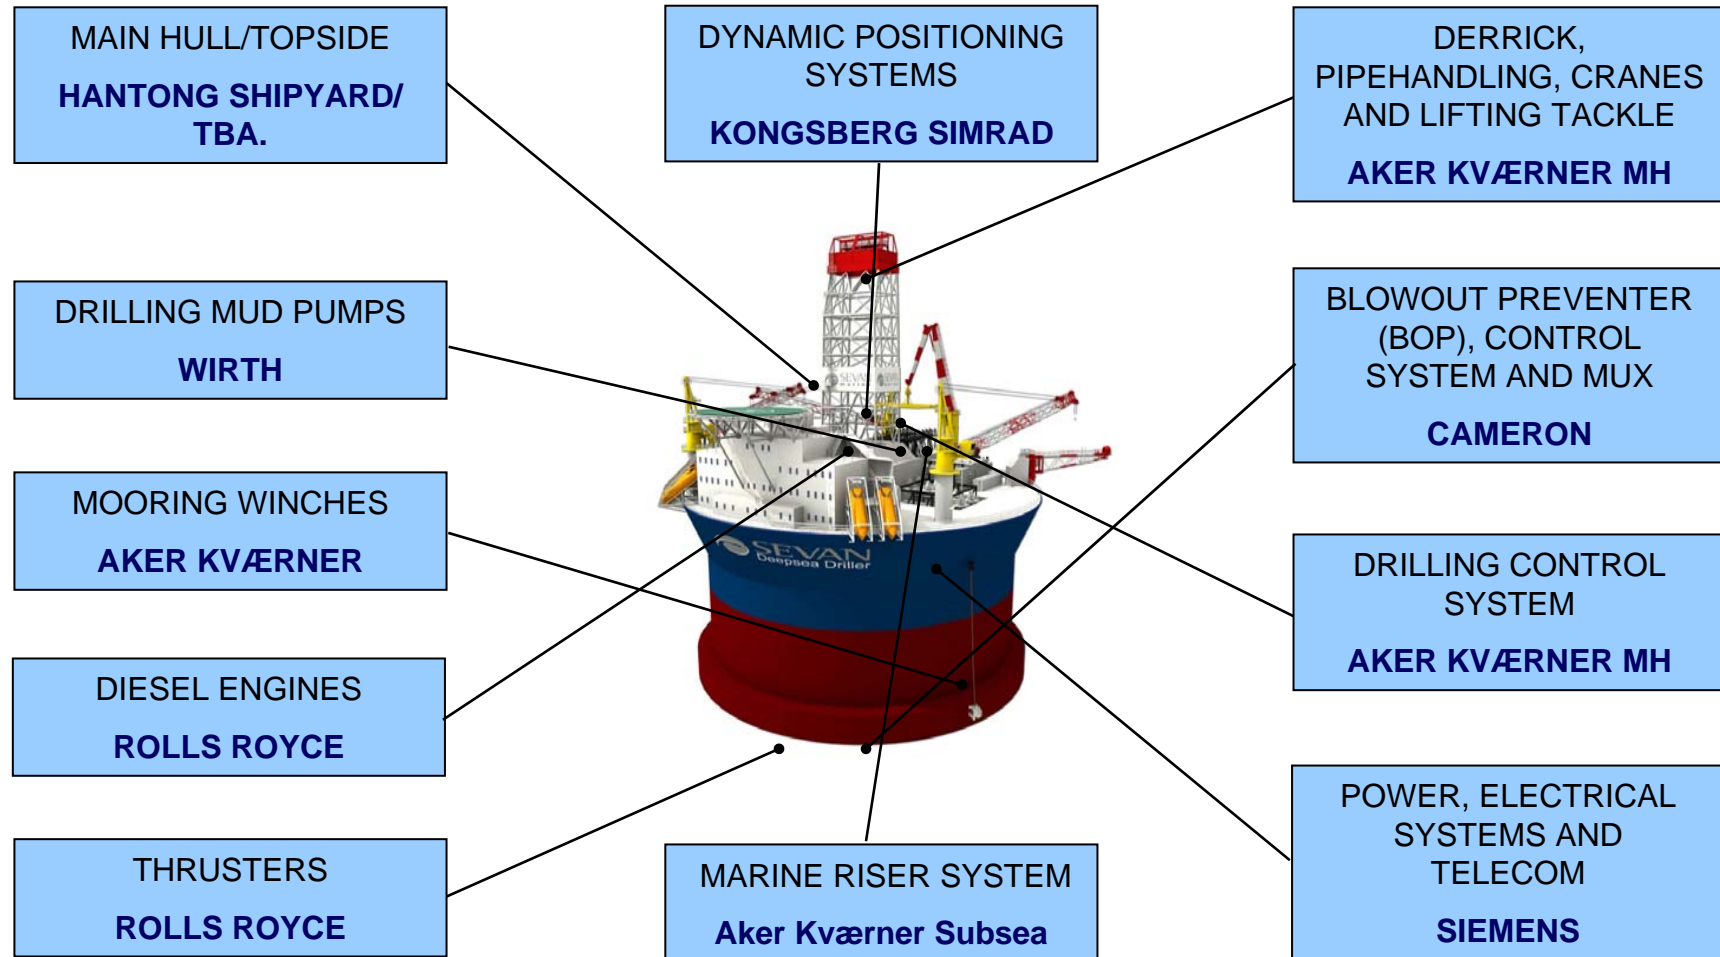 MAIN HULL/TOPSIDE
HANTONG SHIPYARD/
TBA.
DYNAMIC POSITIONING
SYSTEMS
KONGSBERG SIMRAD
DERRICK,
PIPEHANDLING, CRANES
AND LIFTING TACKLE
AKER KVÆRNER MH
DRILLING MUD PUMPS
WIRTH
BLOWOUT PREVENTER
(BOP), CONTROL
SYSTEM AND MUX
CAMERON
MOORING WINCHES
AKER KVÆRNER
DRILLING CONTROL
SYSTEM
AKER KVÆRNER MH
DIESEL ENGINES
ROLLS ROYCE
POWER, ELECTRICAL
SYSTEMS AND
TELECOM
SIEMENS
THRUSTERS
ROLLS ROYCE
MARINE RISER SYSTEM
Aker Kværner Subsea
SEVAN
SEVAN
SEVAN
Deepsea Driller